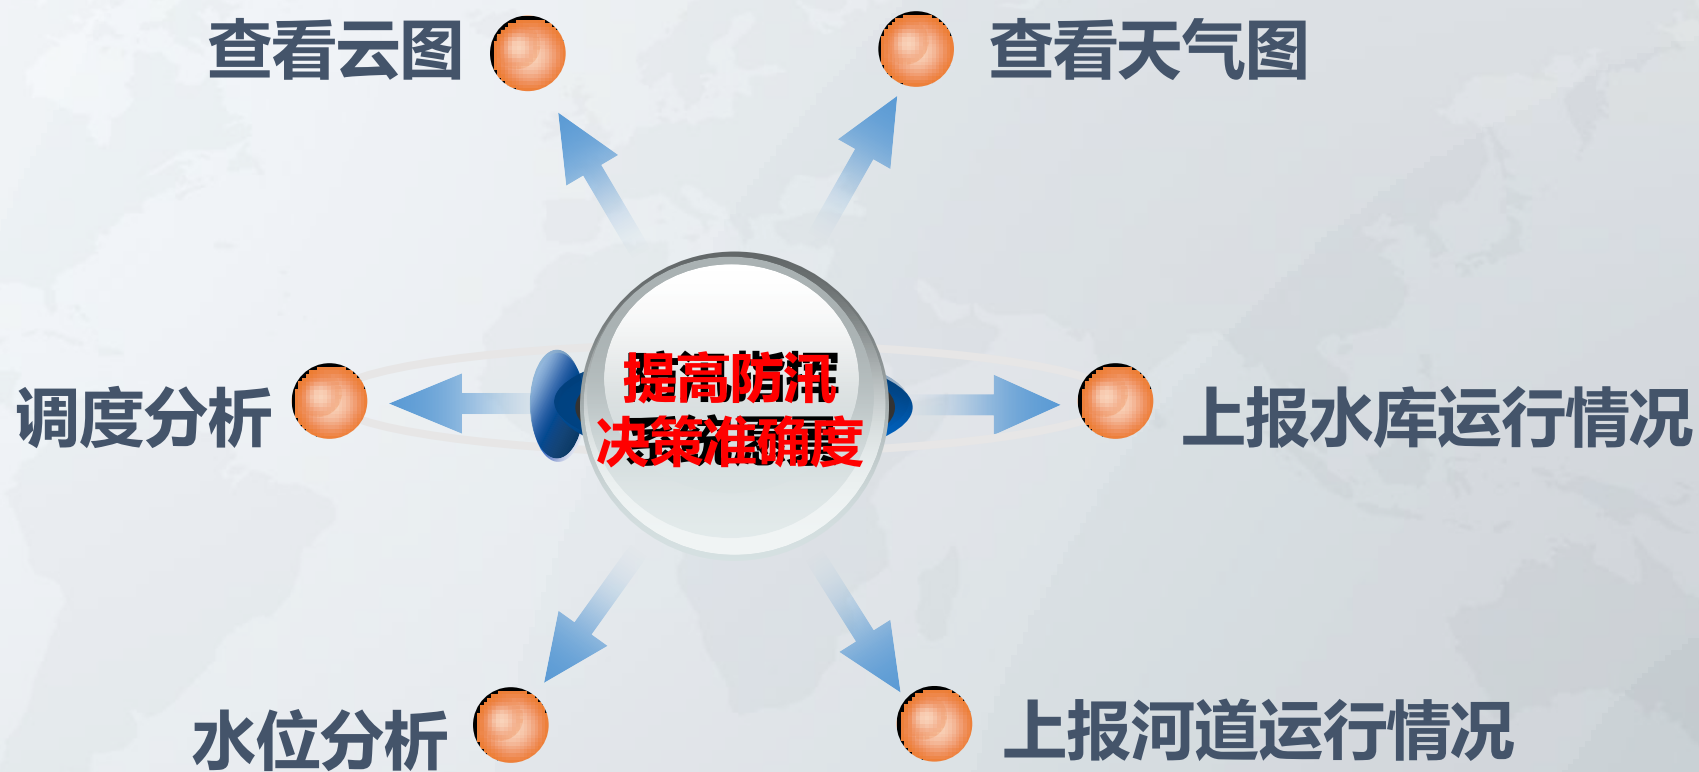 查看云图
查看天气图
提高防汛
决策准确度
调度分析
上报水库运行情况
水位分析
上报河道运行情况